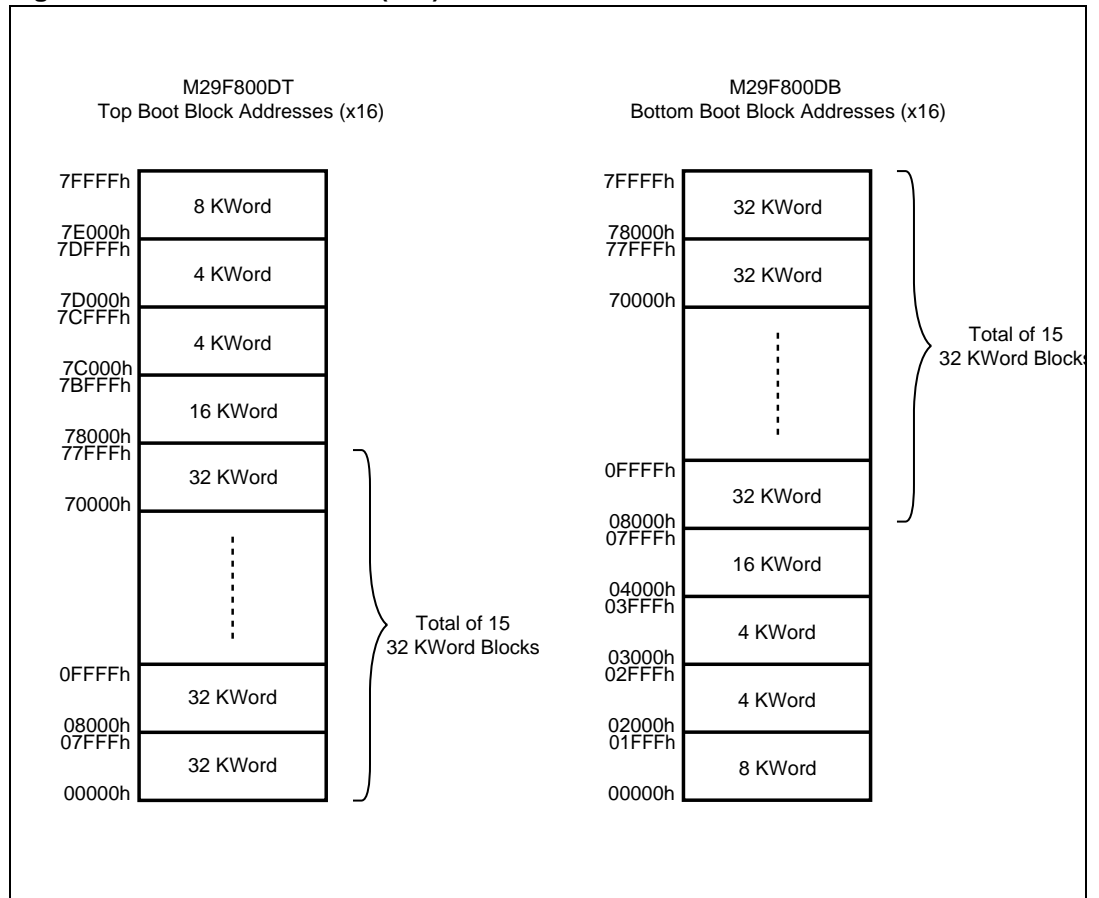 M29F800DT
Top Boot Block Addresses (x16)
7FFFFh
8 KWord
7E000h
7DFFFh
4 KWord
7D000h
7CFFFh
4 KWord
7C000h
7BFFFh
16 KWord
78000h
77FFFh
32 KWord
70000h
Total of 15
32 KWord Blocks
0FFFFh
32 KWord
08000h
07FFFh
32 KWord
00000h
M29F800DB
Bottom Boot Block Addresses (x16)
7FFFFh
32 KWord
78000h
77FFFh
32 KWord
70000h
Total of 15
32 KWord Blocks
0FFFFh
32 KWord
08000h
07FFFh
16 KWord
04000h
03FFFh
4 KWord
03000h
02FFFh
4 KWord
02000h
01FFFh
8 KWord
00000h